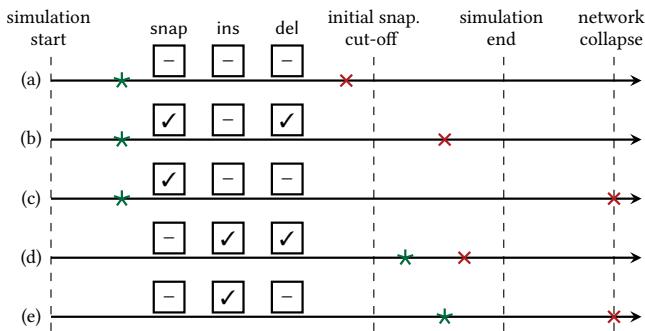 simulation start
snap ins del
initial snap. cut-off
simulation end
network collapse
(a) – – –
(b) ✓ – ✓
(c) ✓ – –
(d) – ✓ ✓
(e) – ✓ –